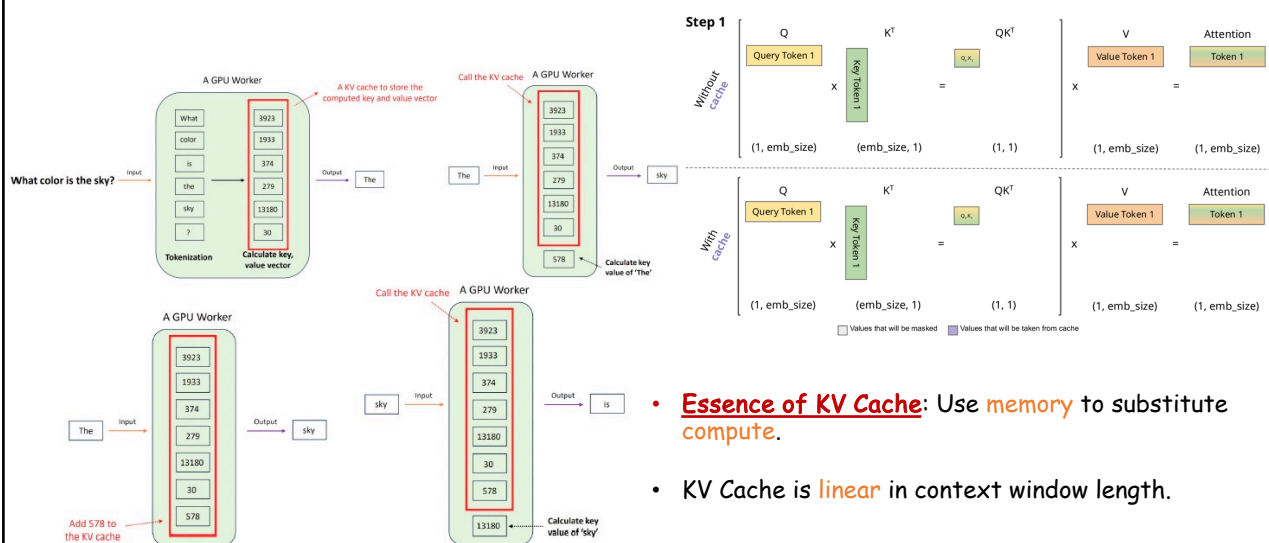 A GPU Worker
What
color
is
the
sky
?
3923
1933
374
279
13180
30
Tokenization
Calculate key,
value vector
What color is the sky?
Input
Output
The
A KV cache to store the
computed key and value vector
Call the KV cache
A GPU Worker
The
Input
3923
1933
374
279
13180
30
578
Output
sky
Calculate key
value of 'The'
A GPU Worker
The
Input
3923
1933
374
279
13180
30
578
Output
sky
Add 578 to
the KV cache
Call the KV cache
A GPU Worker
sky
Input
3923
1933
374
279
13180
30
578
13180
Output
is
Calculate key
value of 'sky'
Step 1
Without
cache
Q
Kᵀ
QKᵀ
V
Attention
Query Token 1
x
Key Token 1
=
Q₁K₁
x
Value Token 1
=
Token 1
(1, emb_size)
(emb_size, 1)
(1, 1)
(1, emb_size)
(1, emb_size)
With
cache
Q
Kᵀ
QKᵀ
V
Attention
Query Token 1
x
Key Token 1
=
Q₁K₁
x
Value Token 1
=
Token 1
(1, emb_size)
(emb_size, 1)
(1, 1)
(1, emb_size)
(1, emb_size)
Values that will be masked
Values that will be taken from cache
• Essence of KV Cache: Use memory to substitute
compute.
• KV Cache is linear in context window length.